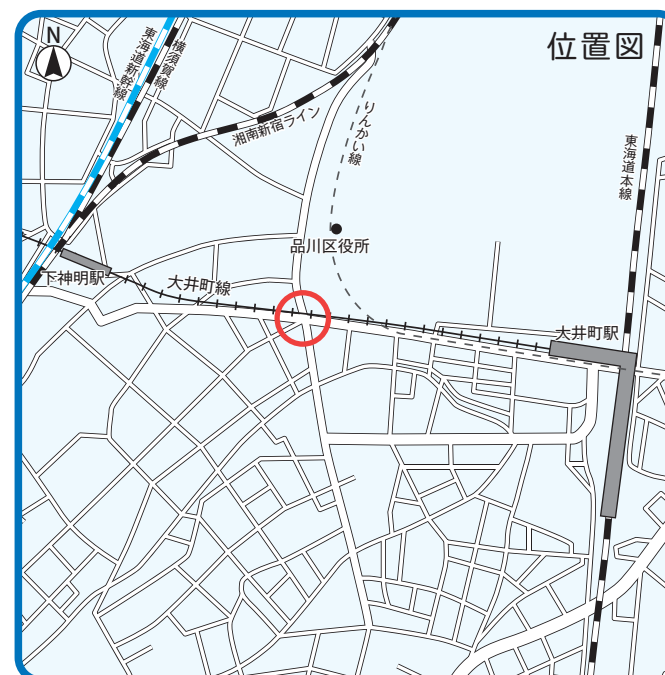 位置図
N
東海道新幹線
横須賀線
湘南新宿ライン
りんかい線
東海道本線
品川区役所
下神明駅
大井町線
大井町駅